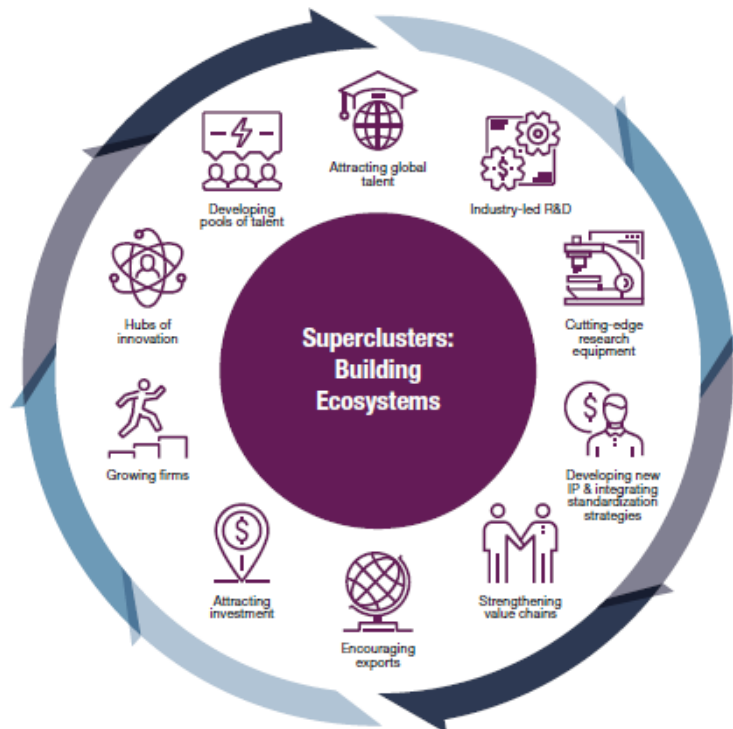 Superclusters:
Building
Ecosystems
Attracting global
talent
Industry-led R&D
Cutting-edge
research
equipment
Developing new
IP & integrating
standardization
strategies
Strengthening
value chains
Encouraging
exports
Attracting
investment
Growing firms
Hubs of
innovation
Developing
pools of talent